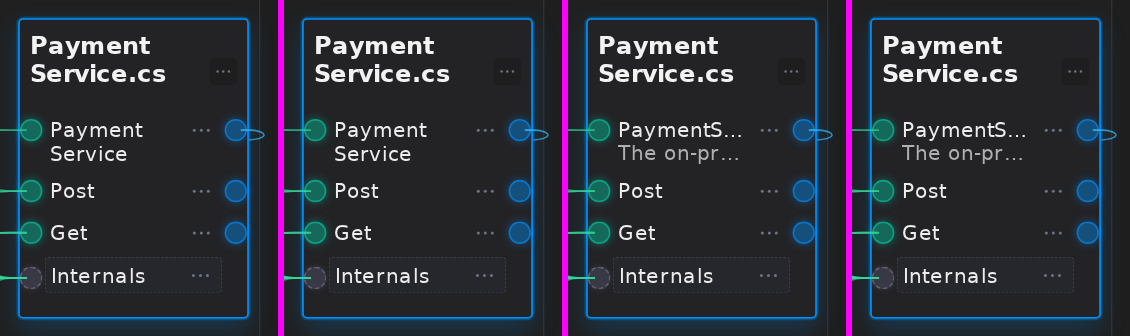 Payment
Service.cs
...
Payment
Service
...
Post
...
Get
...
Internals
...
Payment
Service.cs
...
Payment
Service
...
Post
...
Get
...
Internals
...
Payment
Service.cs
...
PaymentS...
The on-pr...
...
Post
...
Get
...
Internals
...
Payment
Service.cs
...
PaymentS...
The on-pr...
...
Post
...
Get
...
Internals
...